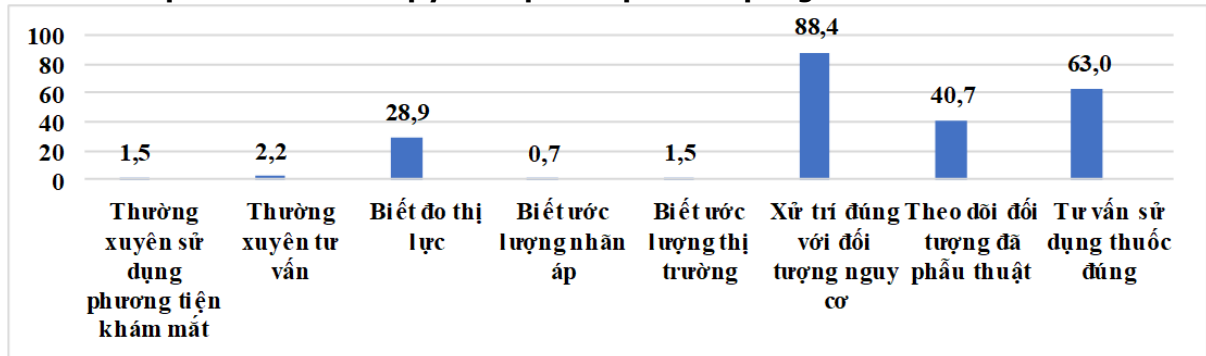 100
80
60
40
20
0
1,5
2,2
28,9
0,7
1,5
88,4
40,7
63,0
Thường
xuyên sử
dụng
phương tiện
khám mắt
Thường
xuyên tư
vấn
Biết đo thị
lực
Biết ước
lượng nhãn
áp
Biết ước
lượng thị
trường
Xử trí đúng
với đối
tượng nguy
cơ
Theo dõi đối
tượng đã
phẫu thuật
Tư vấn sử
dụng thuốc
đúng